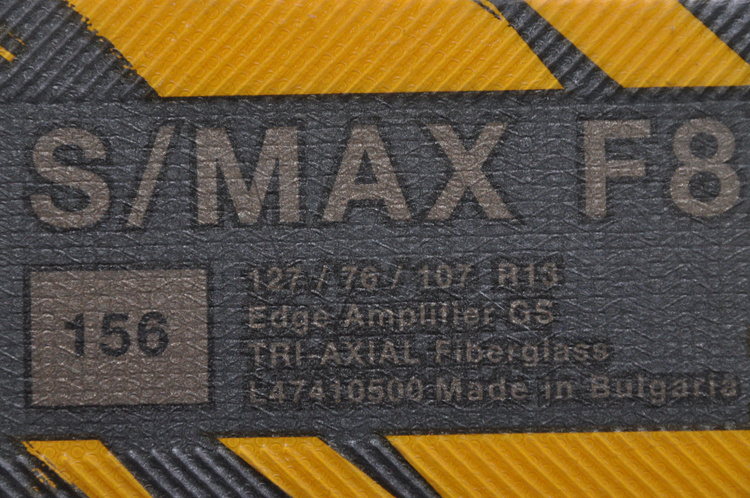 S/MAX F8
156
127 / 76 / 107 R13
Edge Amplifier GS
TRI-AXIAL Fiberglass
L47410500 Made in Bulgaria